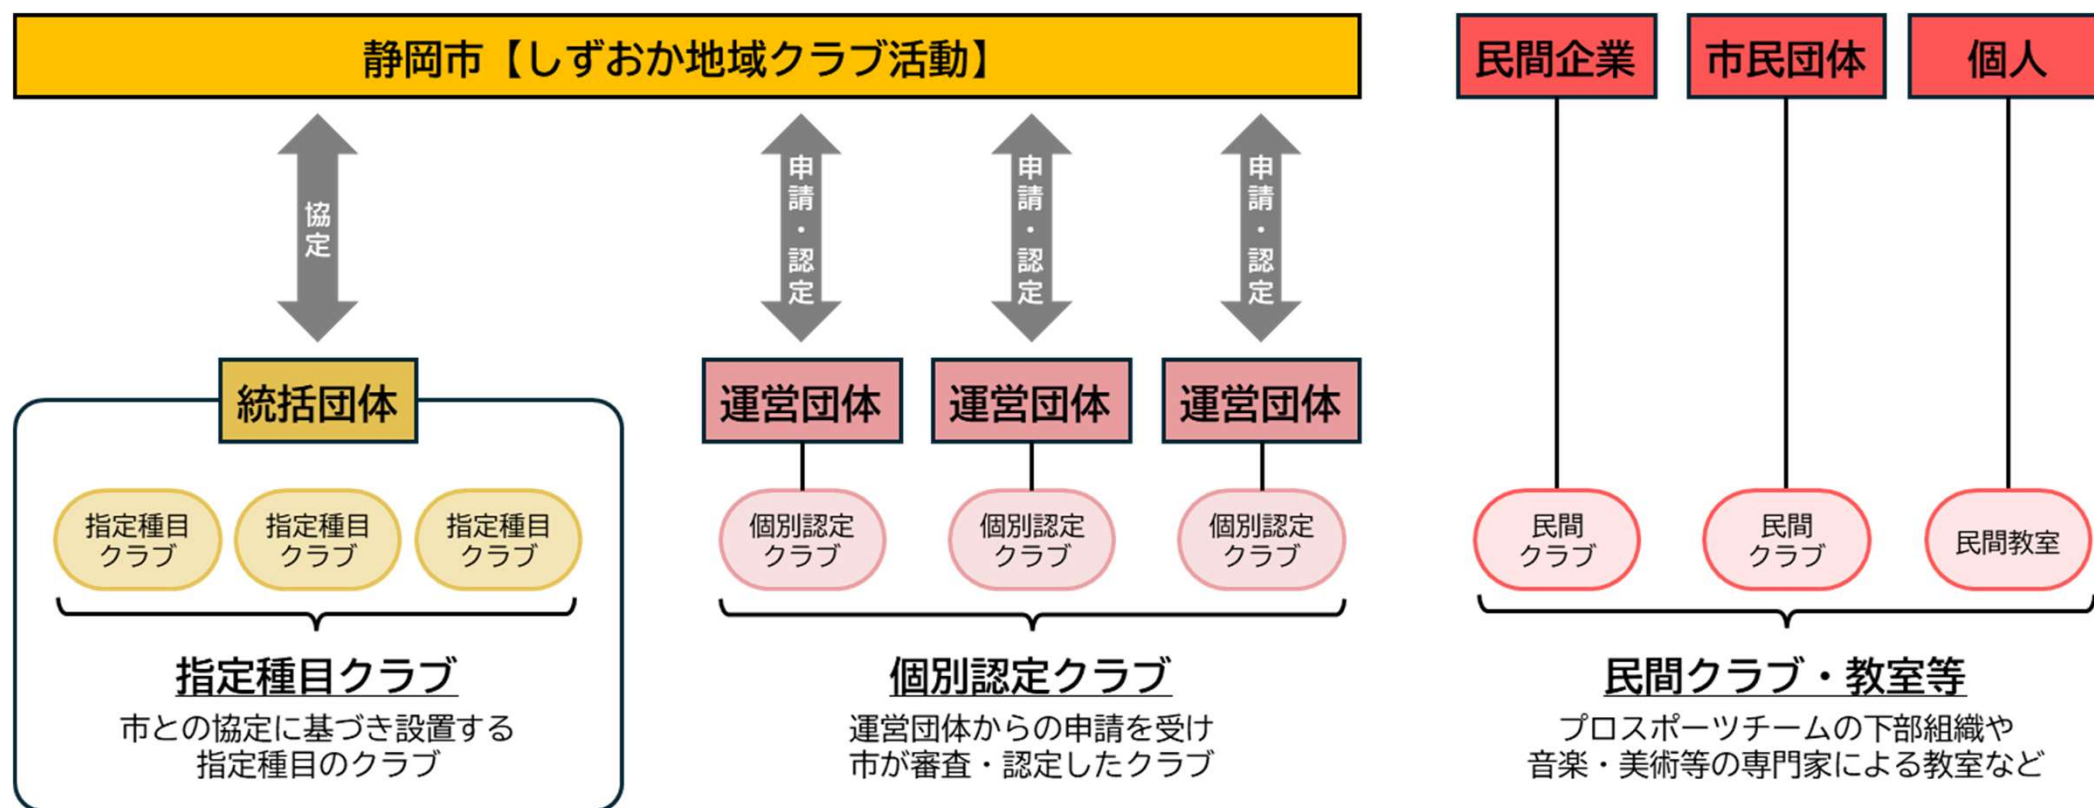 静岡市【しずおか地域クラブ活動】
民間企業
市民団体
個人
協定
申請・認定
申請・認定
申請・認定
統括団体
運営団体
運営団体
運営団体
指定種目
クラブ
指定種目
クラブ
指定種目
クラブ
個別認定
クラブ
個別認定
クラブ
個別認定
クラブ
民間
クラブ
民間
クラブ
民間教室
指定種目クラブ
市との協定に基づき設置する
指定種目のクラブ
個別認定クラブ
運営団体からの申請を受け
市が審査・認定したクラブ
民間クラブ・教室等
プロスポーツチームの下部組織や
音楽・美術等の専門家による教室など